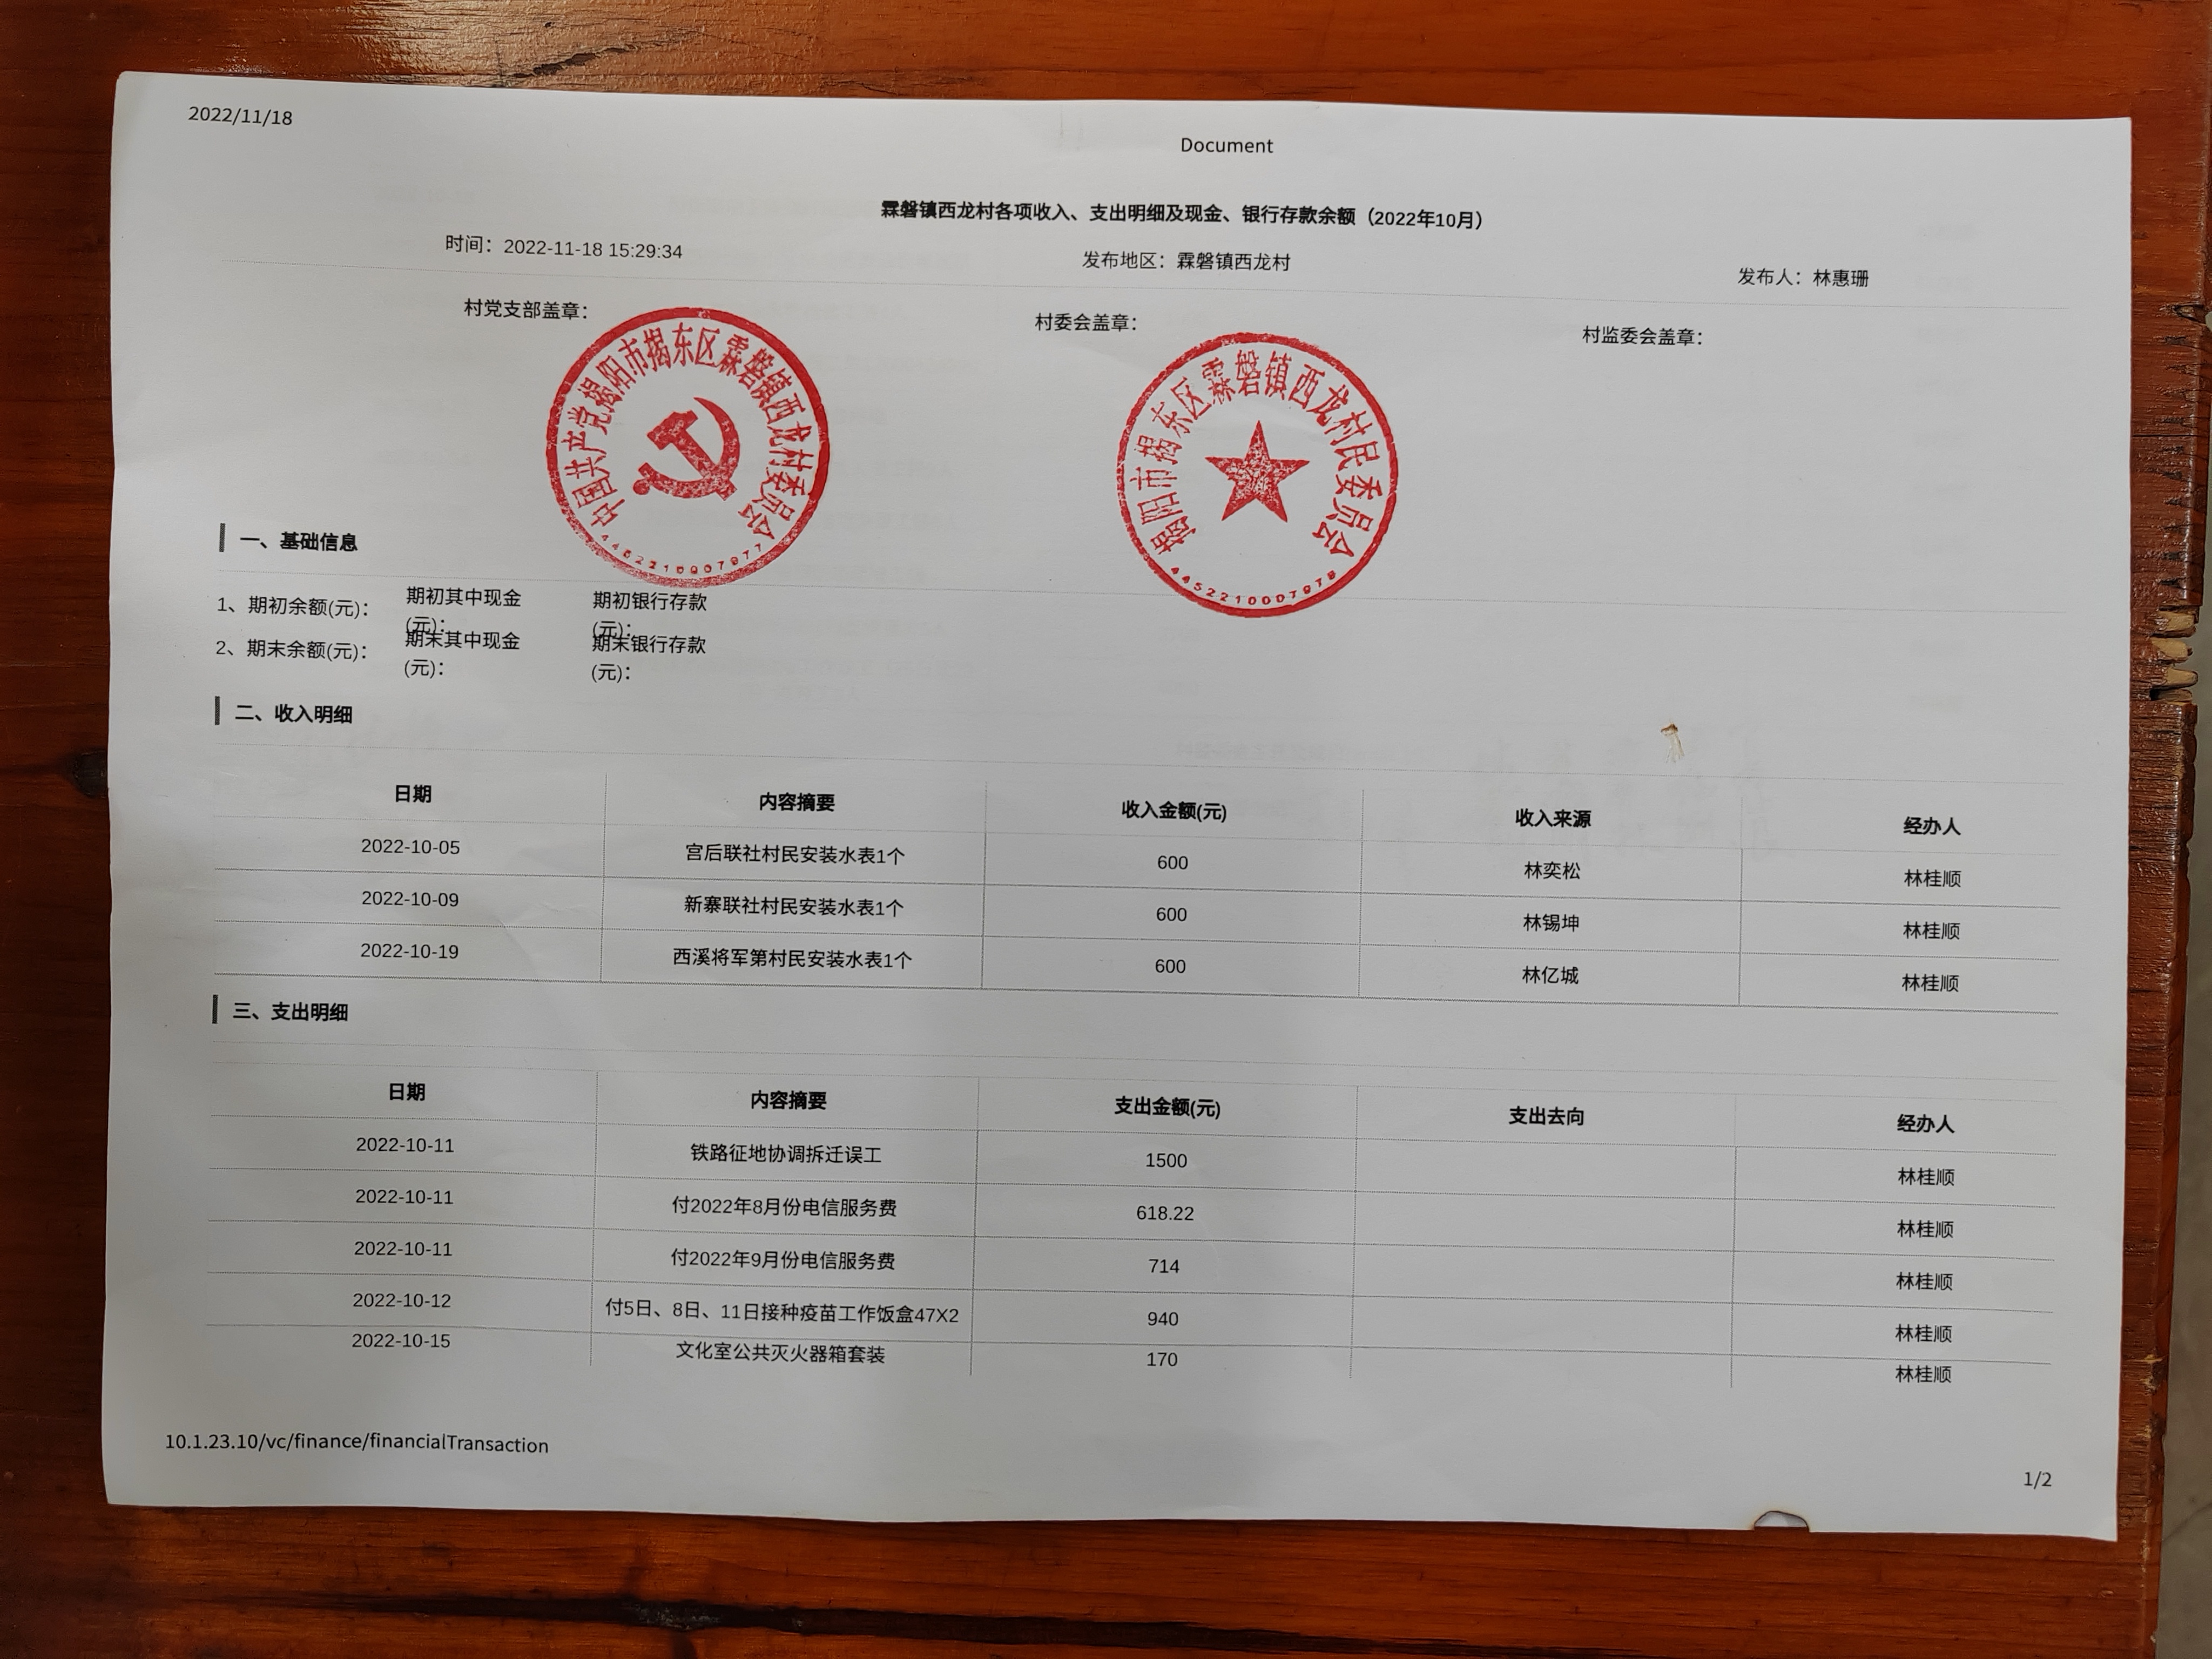 2022/11/18
Document
霖磐镇西龙村各项收入、支出明细及现金、银行存款余额（2022年10月）
时间：2022-11-18 15:29:34 发布地区：霖磐镇西龙村 发布人：林惠珊
村党支部盖章： 村委会盖章： 村监委会盖章：
中国共产党揭阳市揭东区霖磐镇西龙村委员会
揭阳市揭东区霖磐镇西龙村民委员会
一、基础信息
1、期初余额(元)： 期初其中现金(元)： 期初银行存款(元)：
2、期末余额(元)： 期末其中现金(元)： 期末银行存款(元)：
二、收入明细
日期 内容摘要 收入金额(元) 收入来源 经办人
2022-10-05 宫后联社村民安装水表1个 600 林奕松 林桂顺
2022-10-09 新寨联社村民安装水表1个 600 林锡坤 林桂顺
2022-10-19 西溪将军第村民安装水表1个 600 林亿城 林桂顺
三、支出明细
日期 内容摘要 支出金额(元) 支出去向 经办人
2022-10-11 铁路征地协调拆迁误工 1500 林桂顺
2022-10-11 付2022年8月份电信服务费 618.22 林桂顺
2022-10-11 付2022年9月份电信服务费 714 林桂顺
2022-10-12 付5日、8日、11日接种疫苗工作饭盒47X2 940 林桂顺
2022-10-15 文化室公共灭火器箱套装 170 林桂顺
10.1.23.10/vc/finance/financialTransaction
1/2